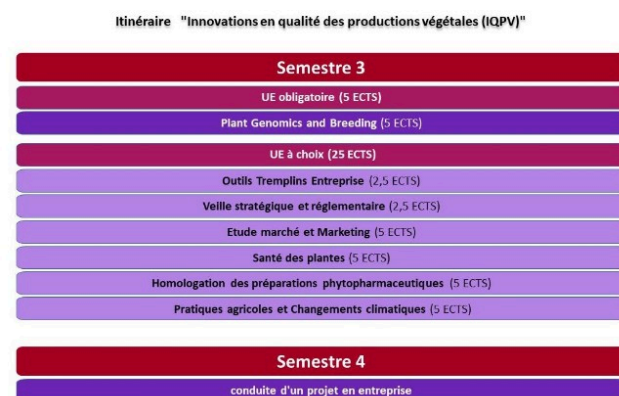 Itinéraire "Innovations en qualité des productions végétales (IQPV)"
Semestre 3
UE obligatoire (5 ECTS)
Plant Genomics and Breeding (5 ECTS)
UE à choix (25 ECTS)
Outils Tremplins Entreprise (2,5 ECTS)
Veille stratégique et réglementaire (2,5 ECTS)
Etude marché et Marketing (5 ECTS)
Santé des plantes (5 ECTS)
Homologation des préparations phytopharmaceutiques (5 ECTS)
Pratiques agricoles et Changements climatiques (5 ECTS)
Semestre 4
conduite d'un projet en entreprise